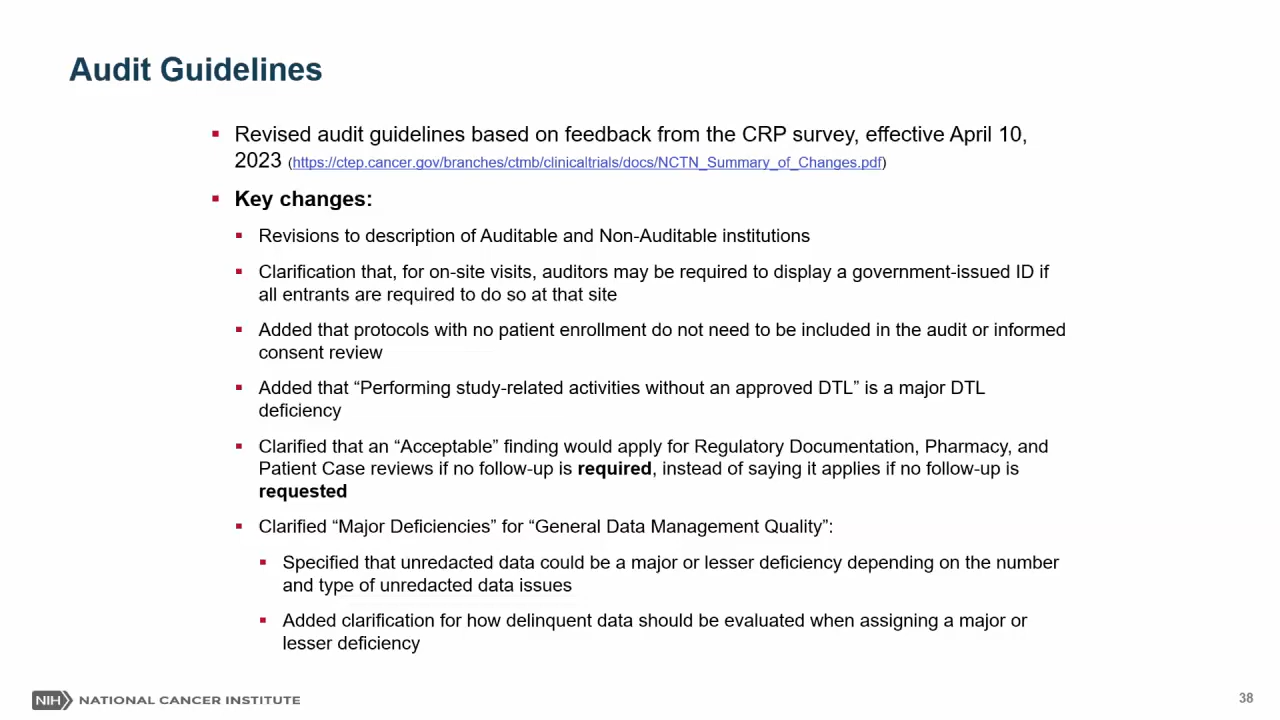 Audit Guidelines
▪ Revised audit guidelines based on feedback from the CRP survey, effective April 10,
2023 (https://ctep.cancer.gov/branches/ctmb/clinicaltrials/docs/NCTN_Summary_of_Changes.pdf)
▪ Key changes:
▪ Revisions to description of Auditable and Non-Auditable institutions
▪ Clarification that, for on-site visits, auditors may be required to display a government-issued ID if
all entrants are required to do so at that site
▪ Added that protocols with no patient enrollment do not need to be included in the audit or informed
consent review
▪ Added that “Performing study-related activities without an approved DTL” is a major DTL
deficiency
▪ Clarified that an “Acceptable” finding would apply for Regulatory Documentation, Pharmacy, and
Patient Case reviews if no follow-up is required, instead of saying it applies if no follow-up is
requested
▪ Clarified “Major Deficiencies” for “General Data Management Quality”:
▪ Specified that unredacted data could be a major or lesser deficiency depending on the number
and type of unredacted data issues
▪ Added clarification for how delinquent data should be evaluated when assigning a major or
lesser deficiency
NIH NATIONAL CANCER INSTITUTE
38